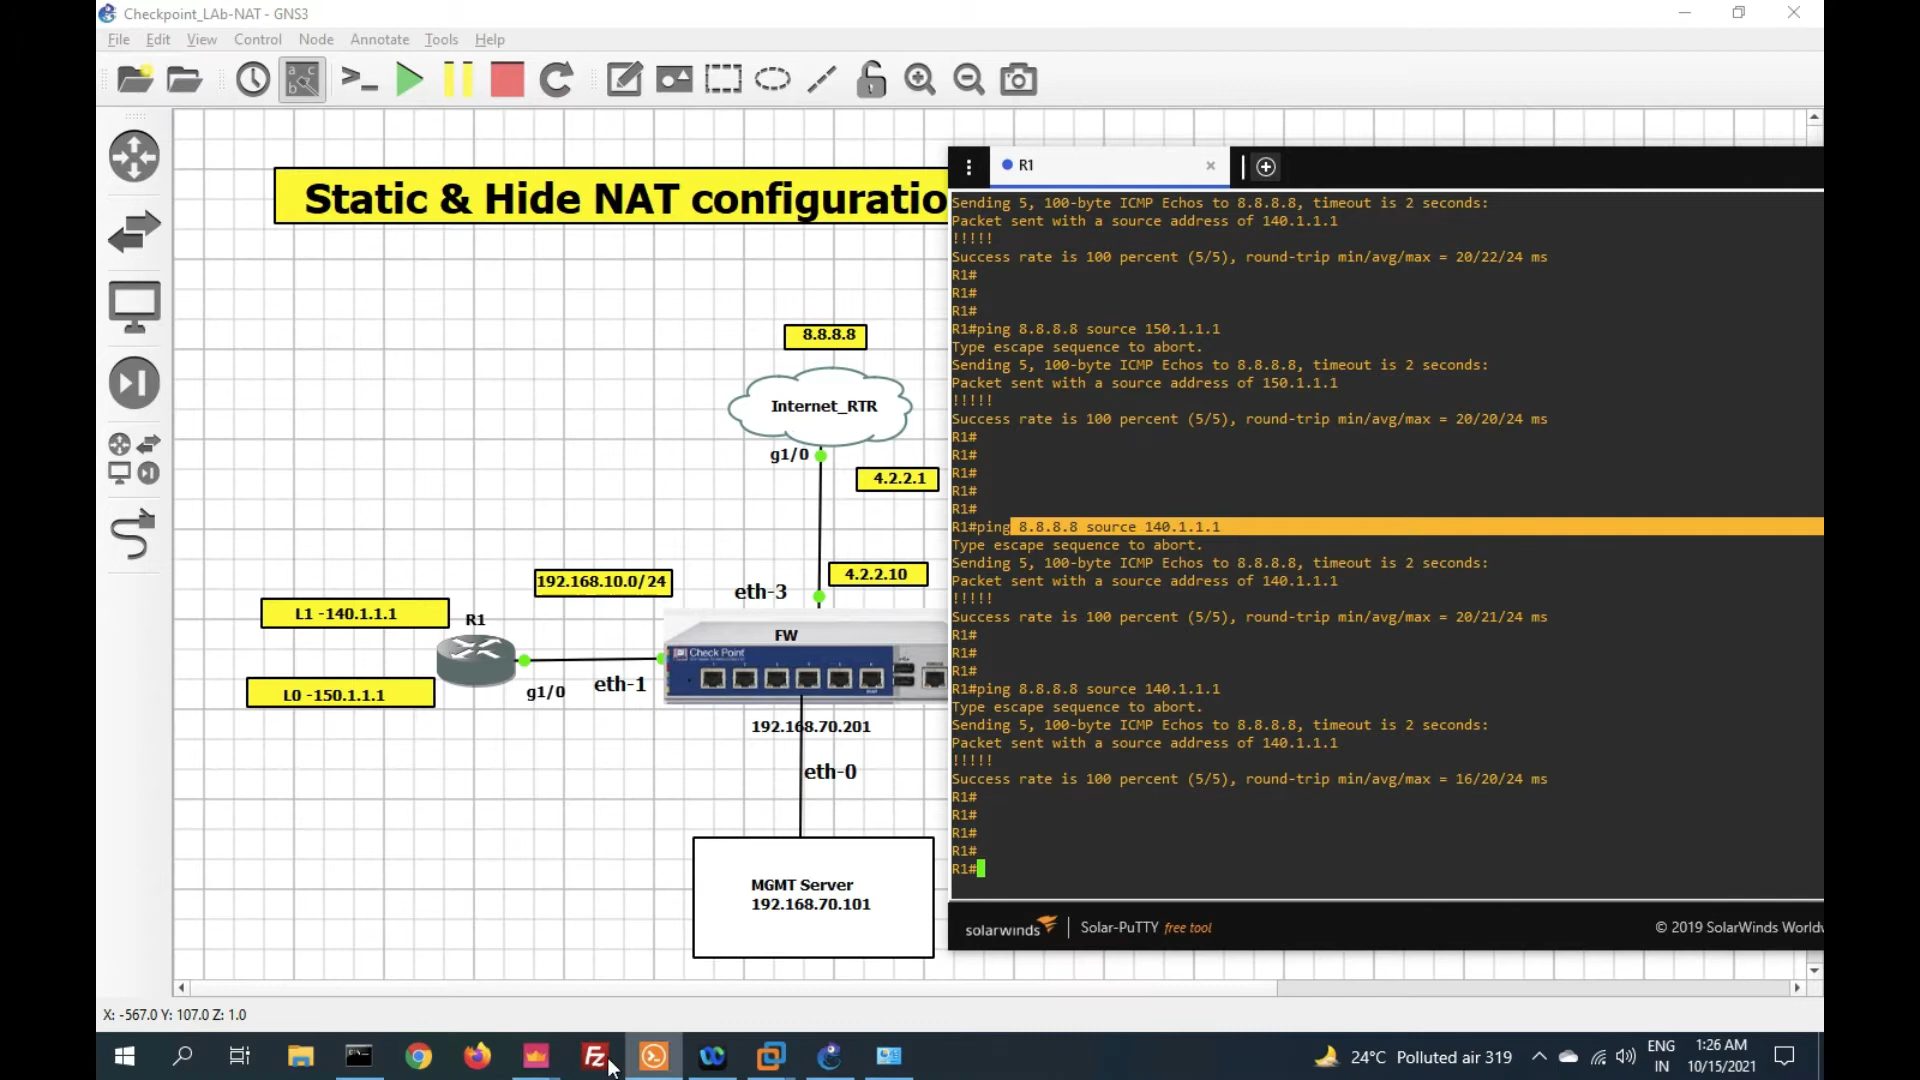 Checkpoint_LAb-NAT - GNS3
File Edit View Control Node Annotate Tools Help
Static & Hide NAT configuratio
8.8.8.8
Internet_RTR
g1/0
4.2.2.1
192.168.10.0/24
eth-3
4.2.2.10
L1 -140.1.1.1
R1
FW
Check Point
L0 -150.1.1.1
g1/0
eth-1
192.168.70.201
eth-0
MGMT Server
192.168.70.101
R1
Sending 5, 100-byte ICMP Echos to 8.8.8.8, timeout is 2 seconds:
Packet sent with a source address of 140.1.1.1
!!!!!
Success rate is 100 percent (5/5), round-trip min/avg/max = 20/22/24 ms
R1#
R1#
R1#
R1#ping 8.8.8.8 source 150.1.1.1
Type escape sequence to abort.
Sending 5, 100-byte ICMP Echos to 8.8.8.8, timeout is 2 seconds:
Packet sent with a source address of 150.1.1.1
!!!!!
Success rate is 100 percent (5/5), round-trip min/avg/max = 20/20/24 ms
R1#
R1#
R1#
R1#
R1#
R1#ping 8.8.8.8 source 140.1.1.1
Type escape sequence to abort.
Sending 5, 100-byte ICMP Echos to 8.8.8.8, timeout is 2 seconds:
Packet sent with a source address of 140.1.1.1
!!!!!
Success rate is 100 percent (5/5), round-trip min/avg/max = 20/21/24 ms
R1#
R1#
R1#
R1#ping 8.8.8.8 source 140.1.1.1
Type escape sequence to abort.
Sending 5, 100-byte ICMP Echos to 8.8.8.8, timeout is 2 seconds:
Packet sent with a source address of 140.1.1.1
!!!!!
Success rate is 100 percent (5/5), round-trip min/avg/max = 16/20/24 ms
R1#
R1#
R1#
R1#
R1#
solarwinds | Solar-PuTTY free tool
© 2019 SolarWinds Worldw
X: -567.0 Y: 107.0 Z: 1.0
24°C Polluted air 319
ENG
IN
1:26 AM
10/15/2021